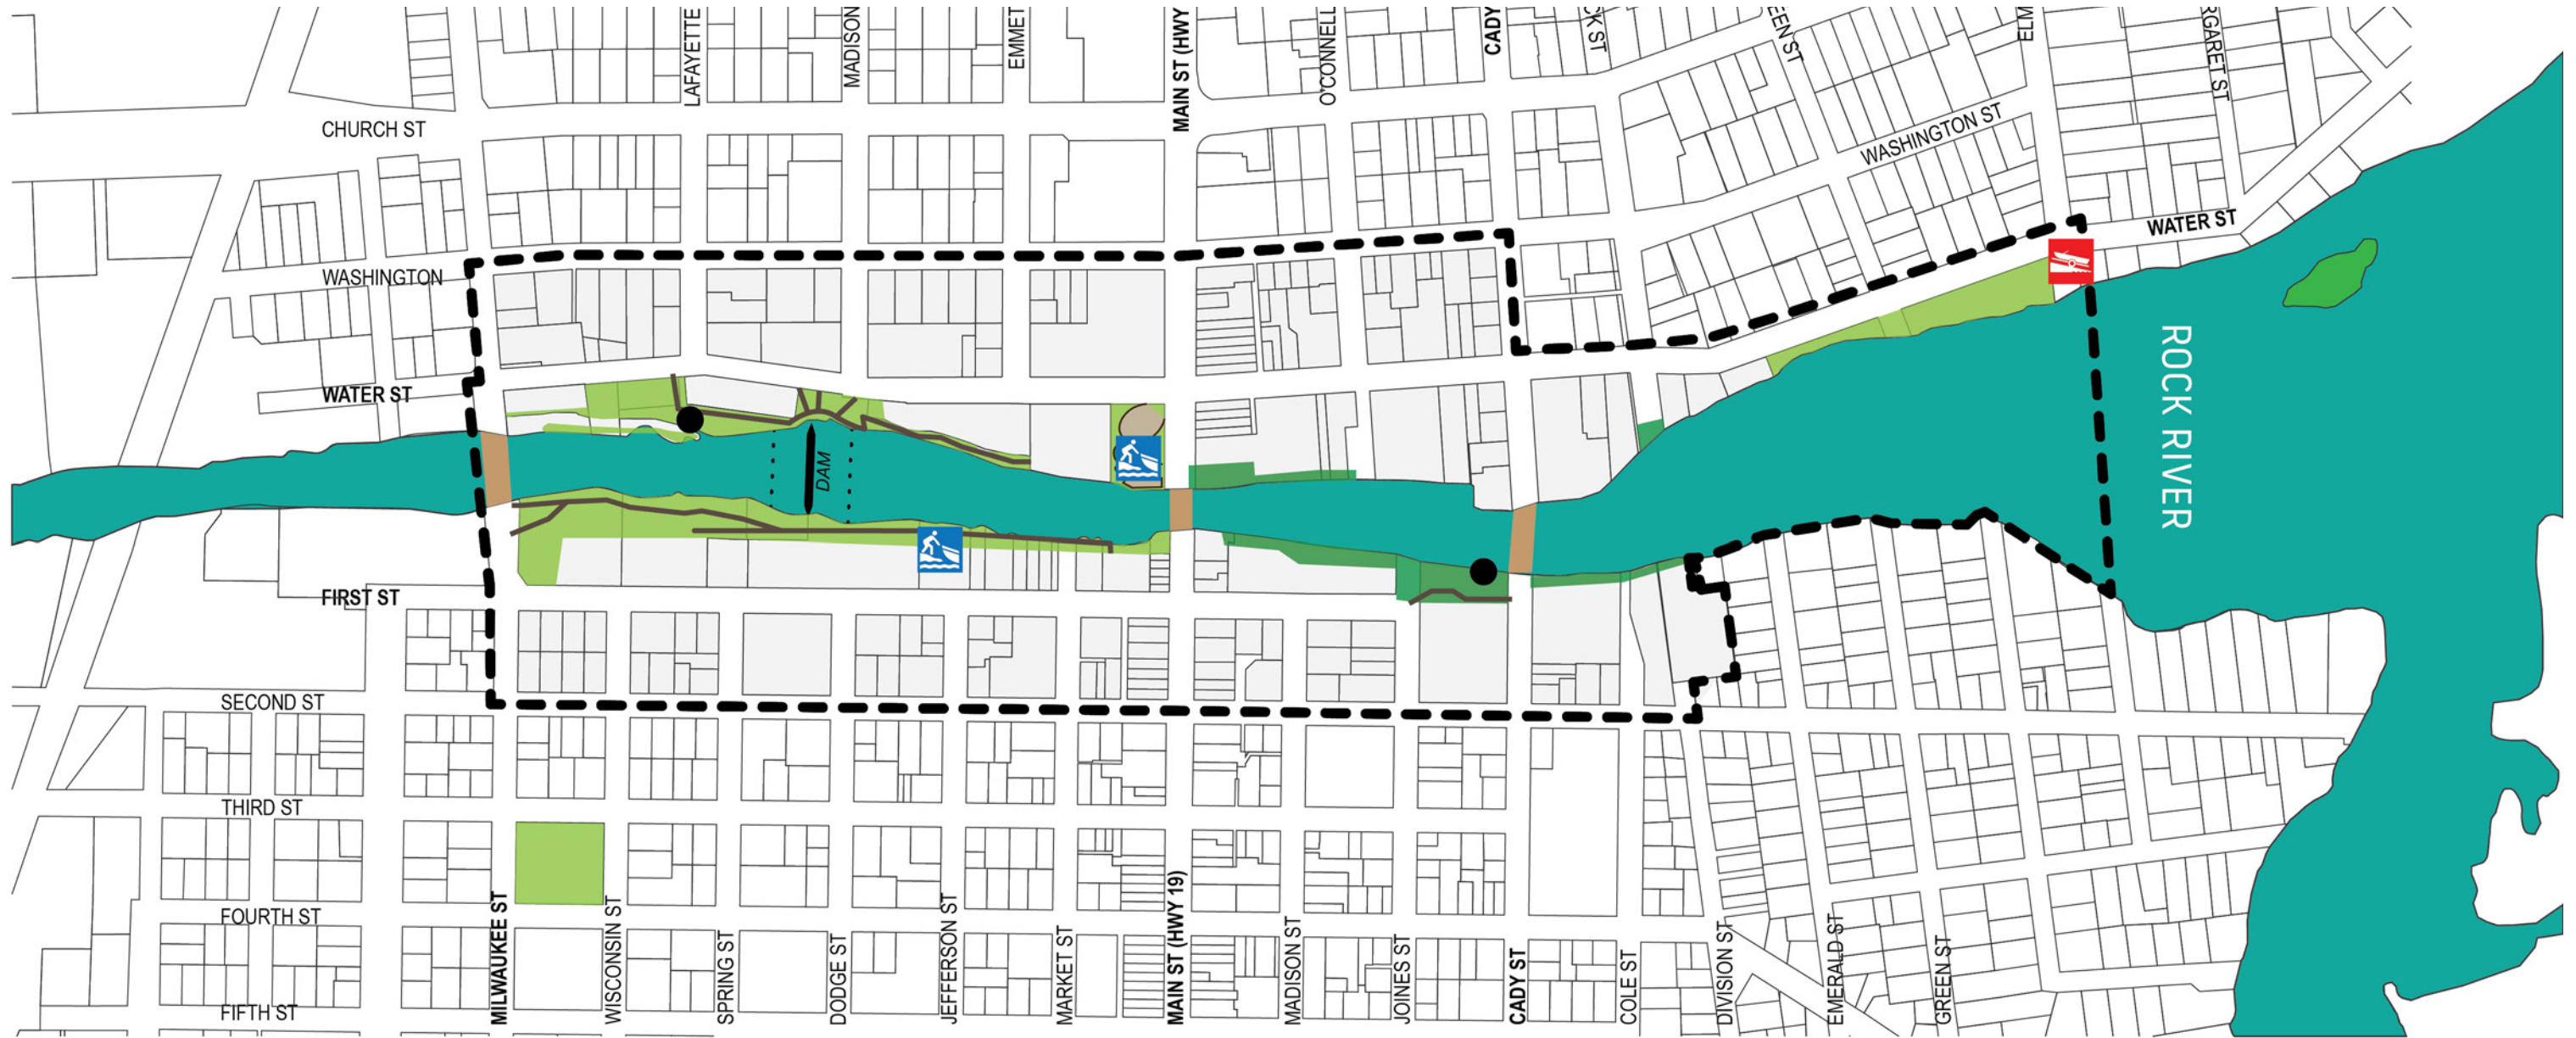 LAFAYETTE
MADISON
EMMET
MAIN ST (HWY
O'CONNELL
CADY
CK ST
EEN ST
ELM
RGARET ST
CHURCH ST
WASHINGTON ST
WASHINGTON
WATER ST
WATER ST
ROCK RIVER
DAM
FIRST ST
SECOND ST
THIRD ST
FOURTH ST
FIFTH ST
MILWAUKEE ST
WISCONSIN ST
SPRING ST
DODGE ST
JEFFERSON ST
MARKET ST
MAIN ST (HWY 19)
MADISON ST
JOINES ST
CADY ST
COLE ST
DIVISION ST
EMERALD ST
GREEN ST